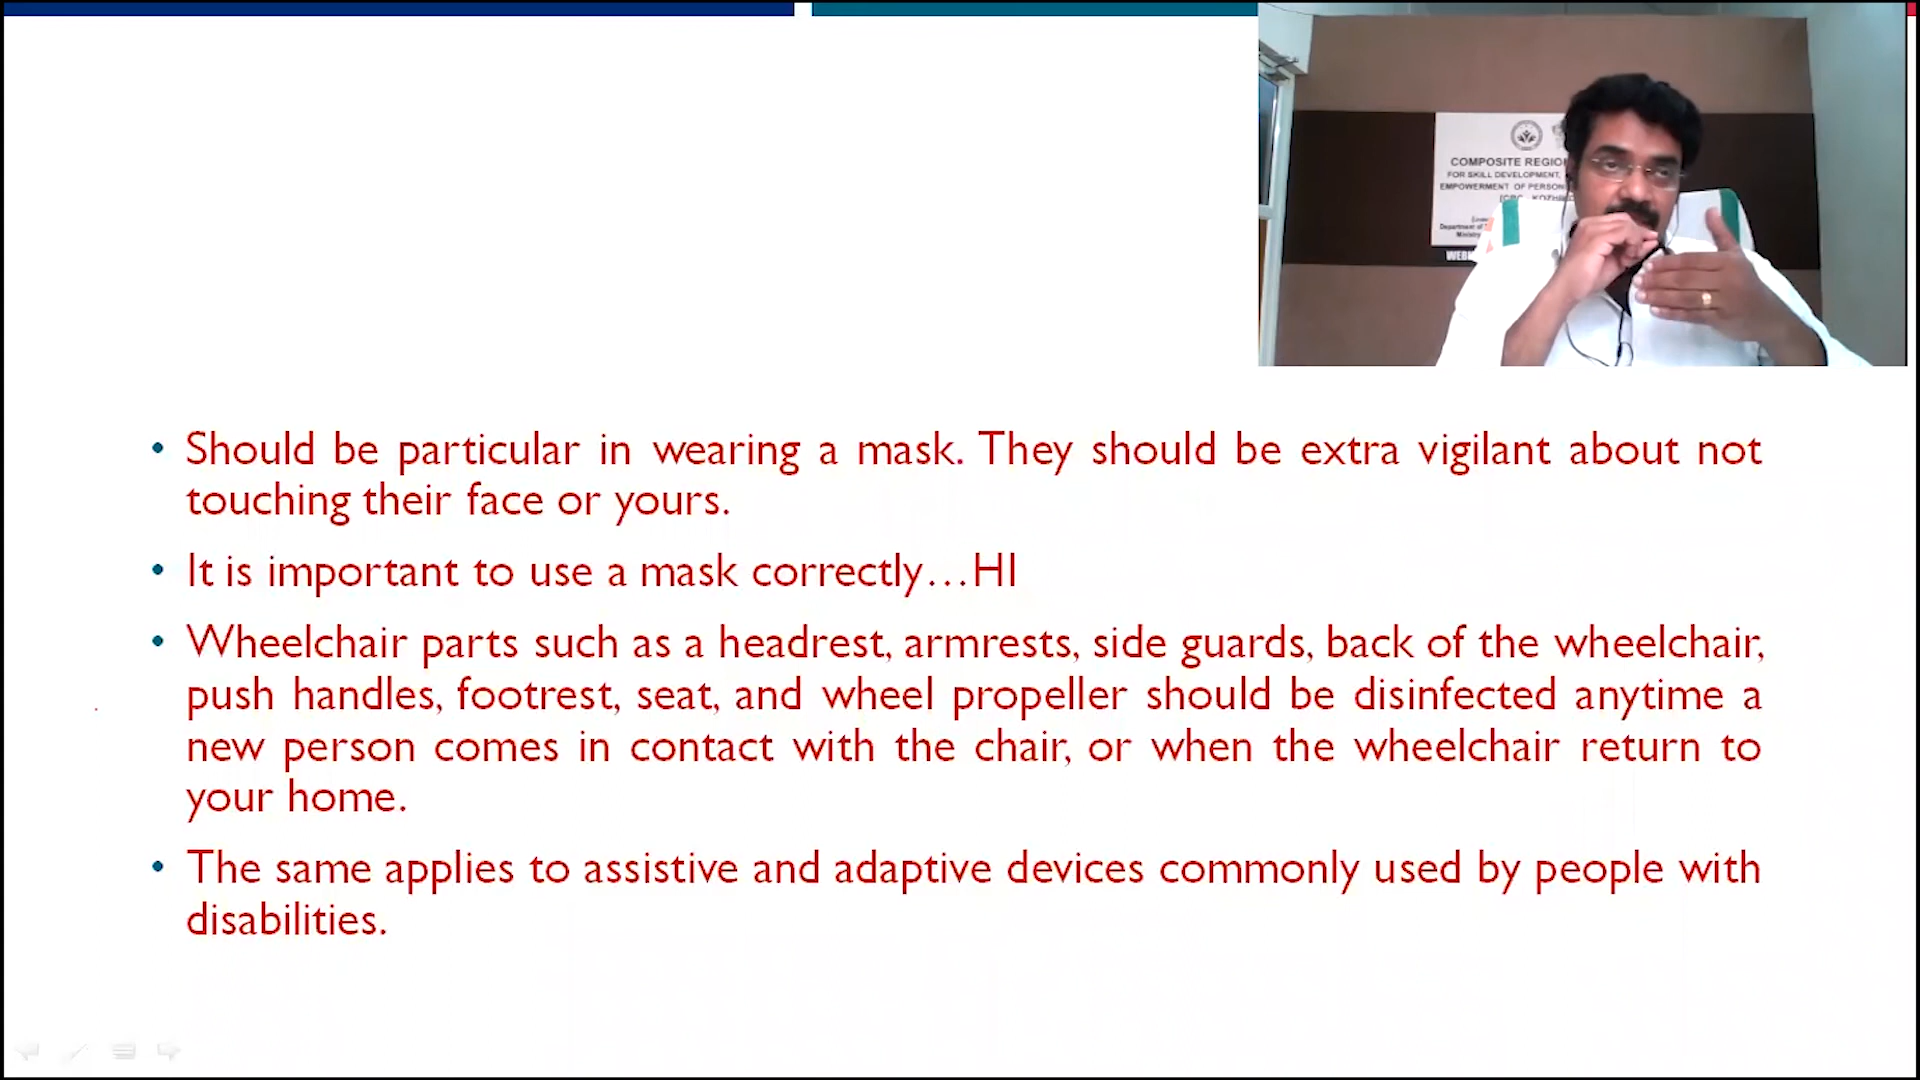 COMPOSITE REGIO
FOR SKILL DEVELOPMENT,
EMPOWERMENT OF PERSON
Department of
Ministry
WEB
• Should be particular in wearing a mask. They should be extra vigilant about not
touching their face or yours.
• It is important to use a mask correctly…HI
• Wheelchair parts such as a headrest, armrests, side guards, back of the wheelchair,
push handles, footrest, seat, and wheel propeller should be disinfected anytime a
new person comes in contact with the chair, or when the wheelchair return to
your home.
• The same applies to assistive and adaptive devices commonly used by people with
disabilities.